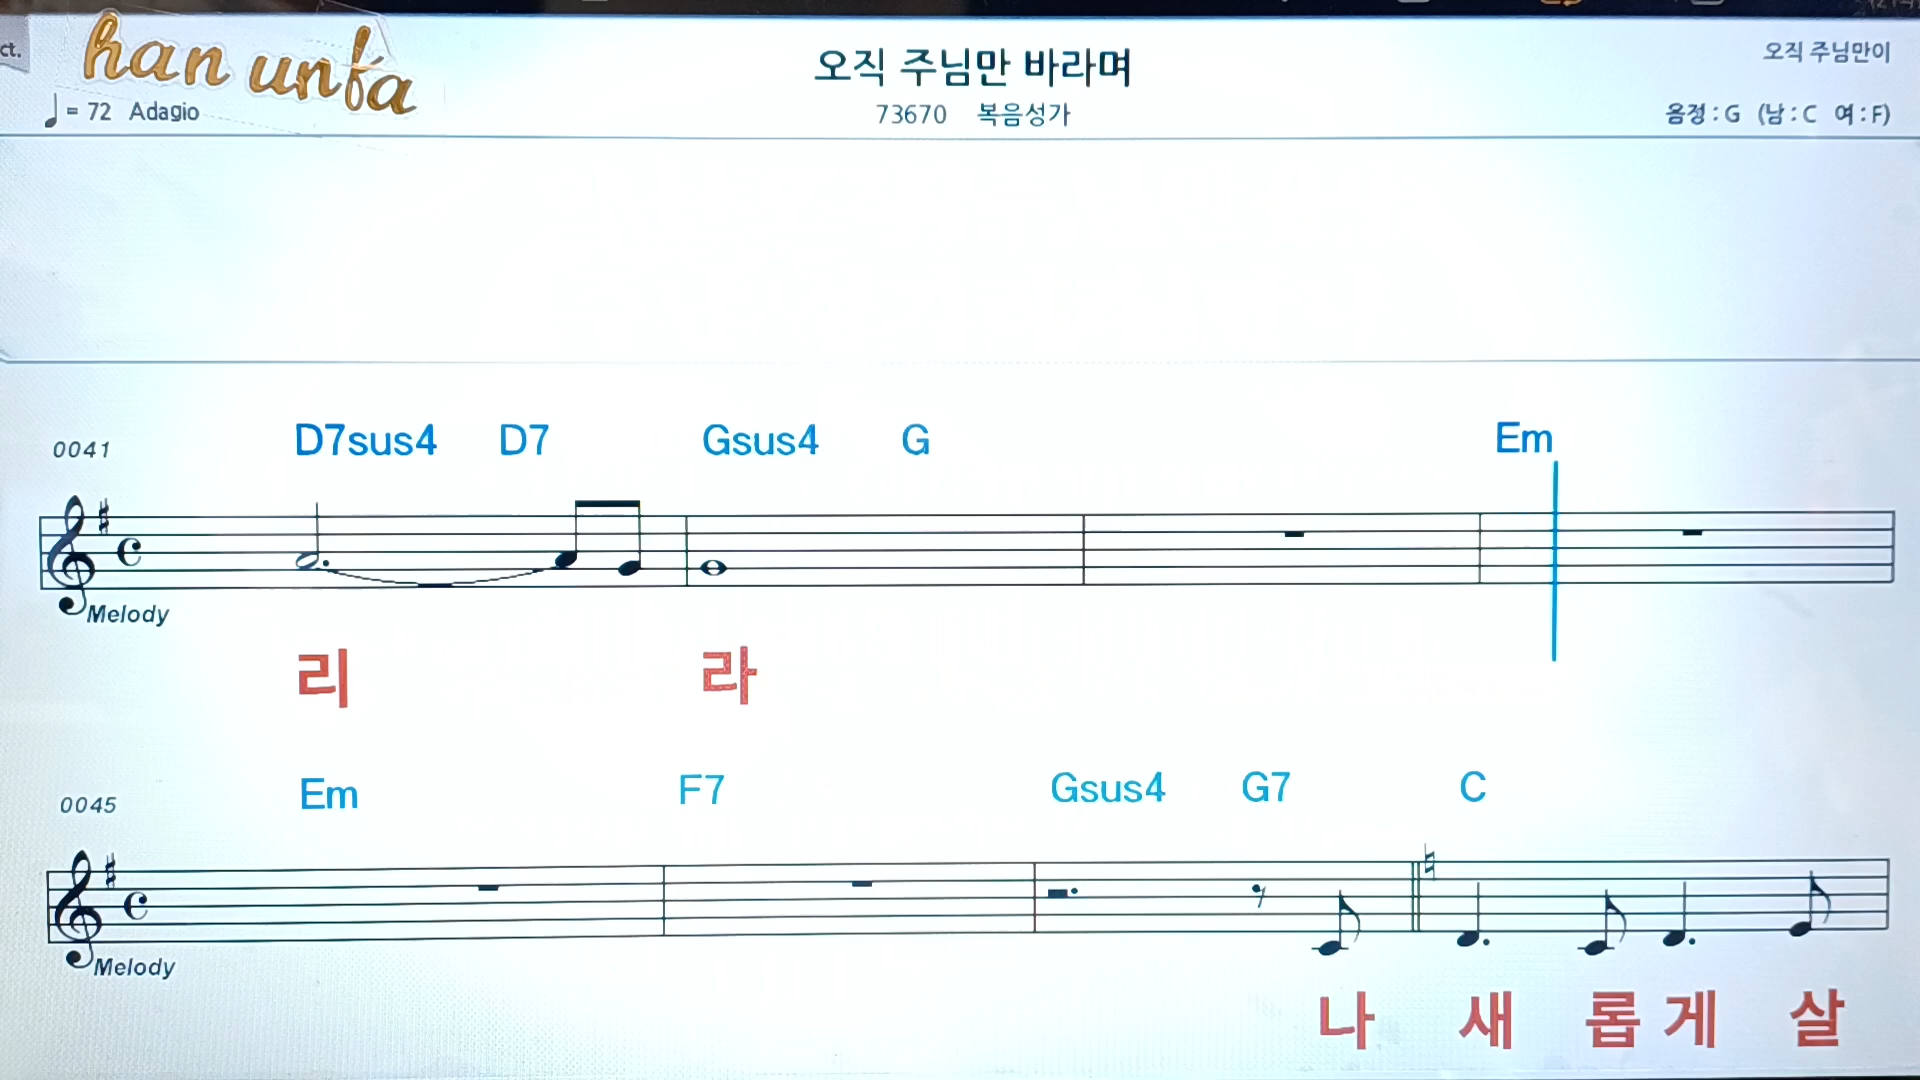 ct.
han unfa
오직 주님만 바라며
오직 주님만이
= 72 Adagio
73670 복음성가
음정 : G (남 : C 여 : F)
D7sus4 D7 Gsus4 G Em
0041
Melody
리 라
Em F7 Gsus4 G7 C
0045
Melody
나 새 롭 게 살